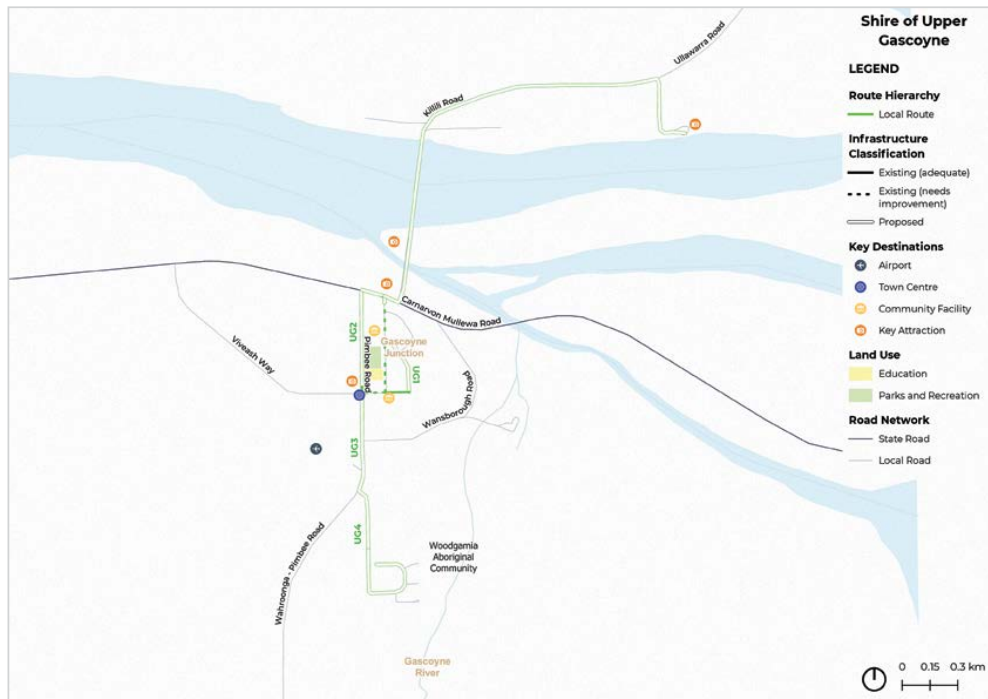 Shire of Upper
Gascoyne
LEGEND
Route Hierarchy
Local Route
Infrastructure
Classification
Existing (adequate)
Existing (needs
improvement)
Proposed
Key Destinations
Airport
Town Centre
Community Facility
Key Attraction
Land Use
Education
Parks and Recreation
Road Network
State Road
Local Road
Ullawarra Road
Killili Road
Carnarvon Mullewa Road
UG2
Pimbee Road
Gascoyne
Junction
UG1
Viveash Way
Wansborough Road
UG3
UG4
Wahroonga - Pimbee Road
Woodgamia
Aboriginal
Community
Gascoyne
River
0 0.15 0.3 km